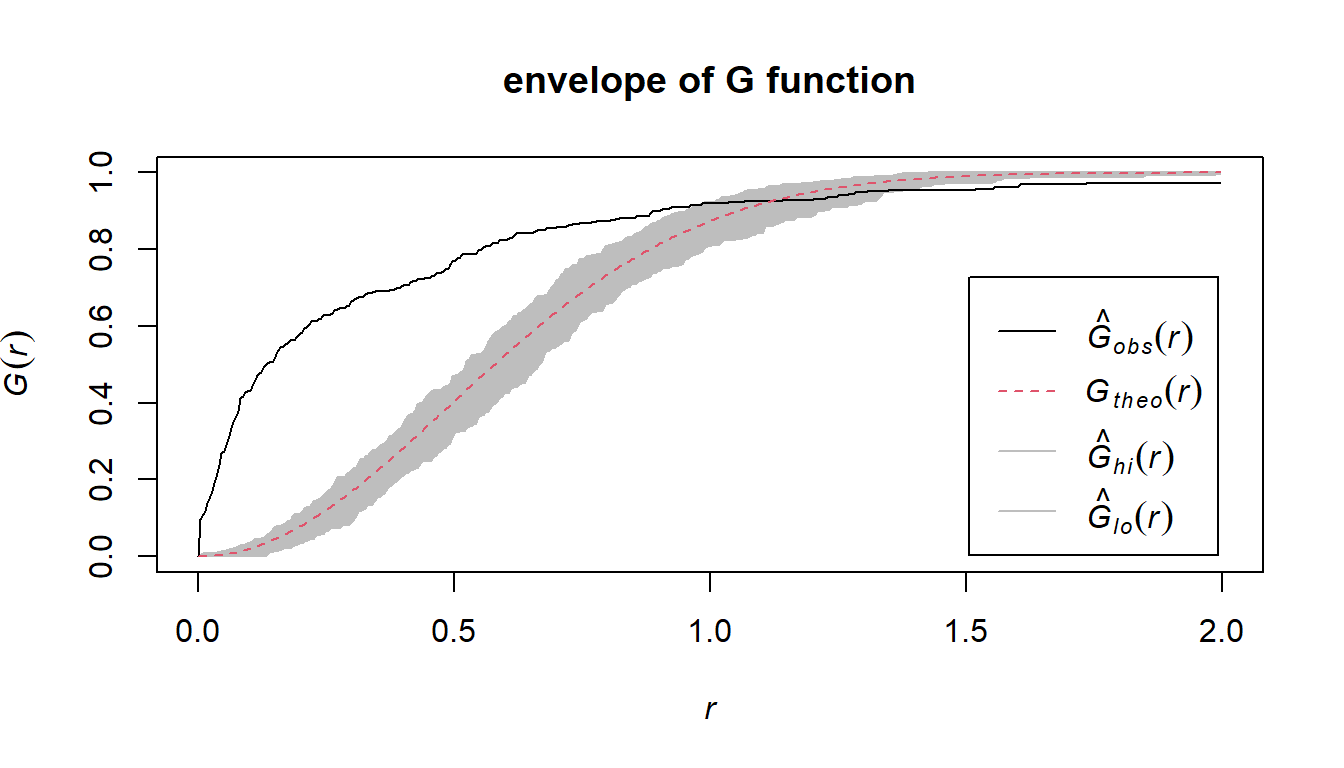 envelope of G function
G(r)
1.0
0.8
0.6
0.4
0.2
0.0
Ĝobs(r)
Gtheo(r)
Ĝhi(r)
Ĝlo(r)
0.0 0.5 1.0 1.5 2.0
r